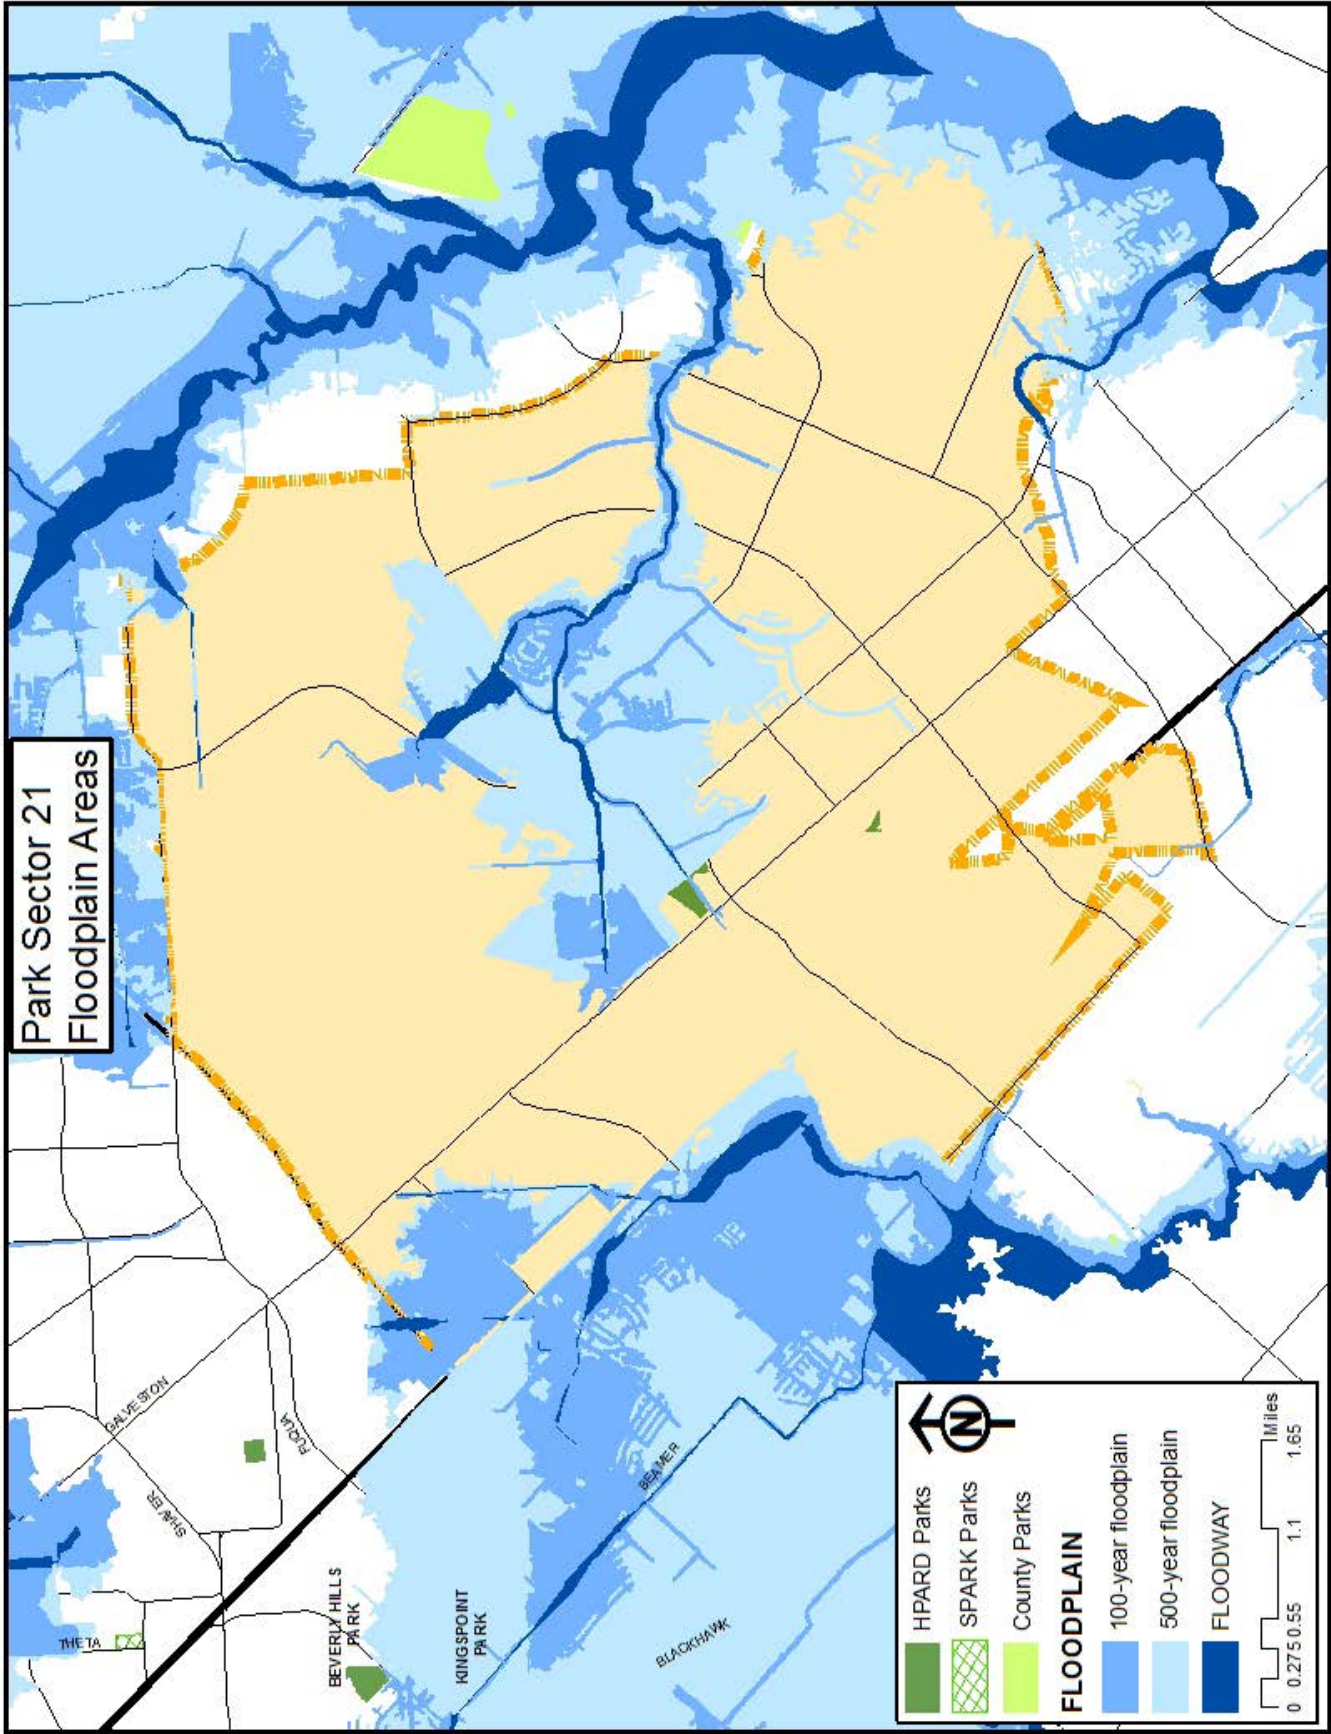 Park Sector 21
Floodplain Areas
GALVESTON
FUQUA
SHAVER
THETA
BEVERLY HILLS
PARK
KINGSPOINT
PARK
BEAMER
BLACKHAWK
N
HPARD Parks
SPARK Parks
County Parks
FLOODPLAIN
100-year floodplain
500-year floodplain
FLOODWAY
Miles
0 0.275 0.55 1.1 1.65